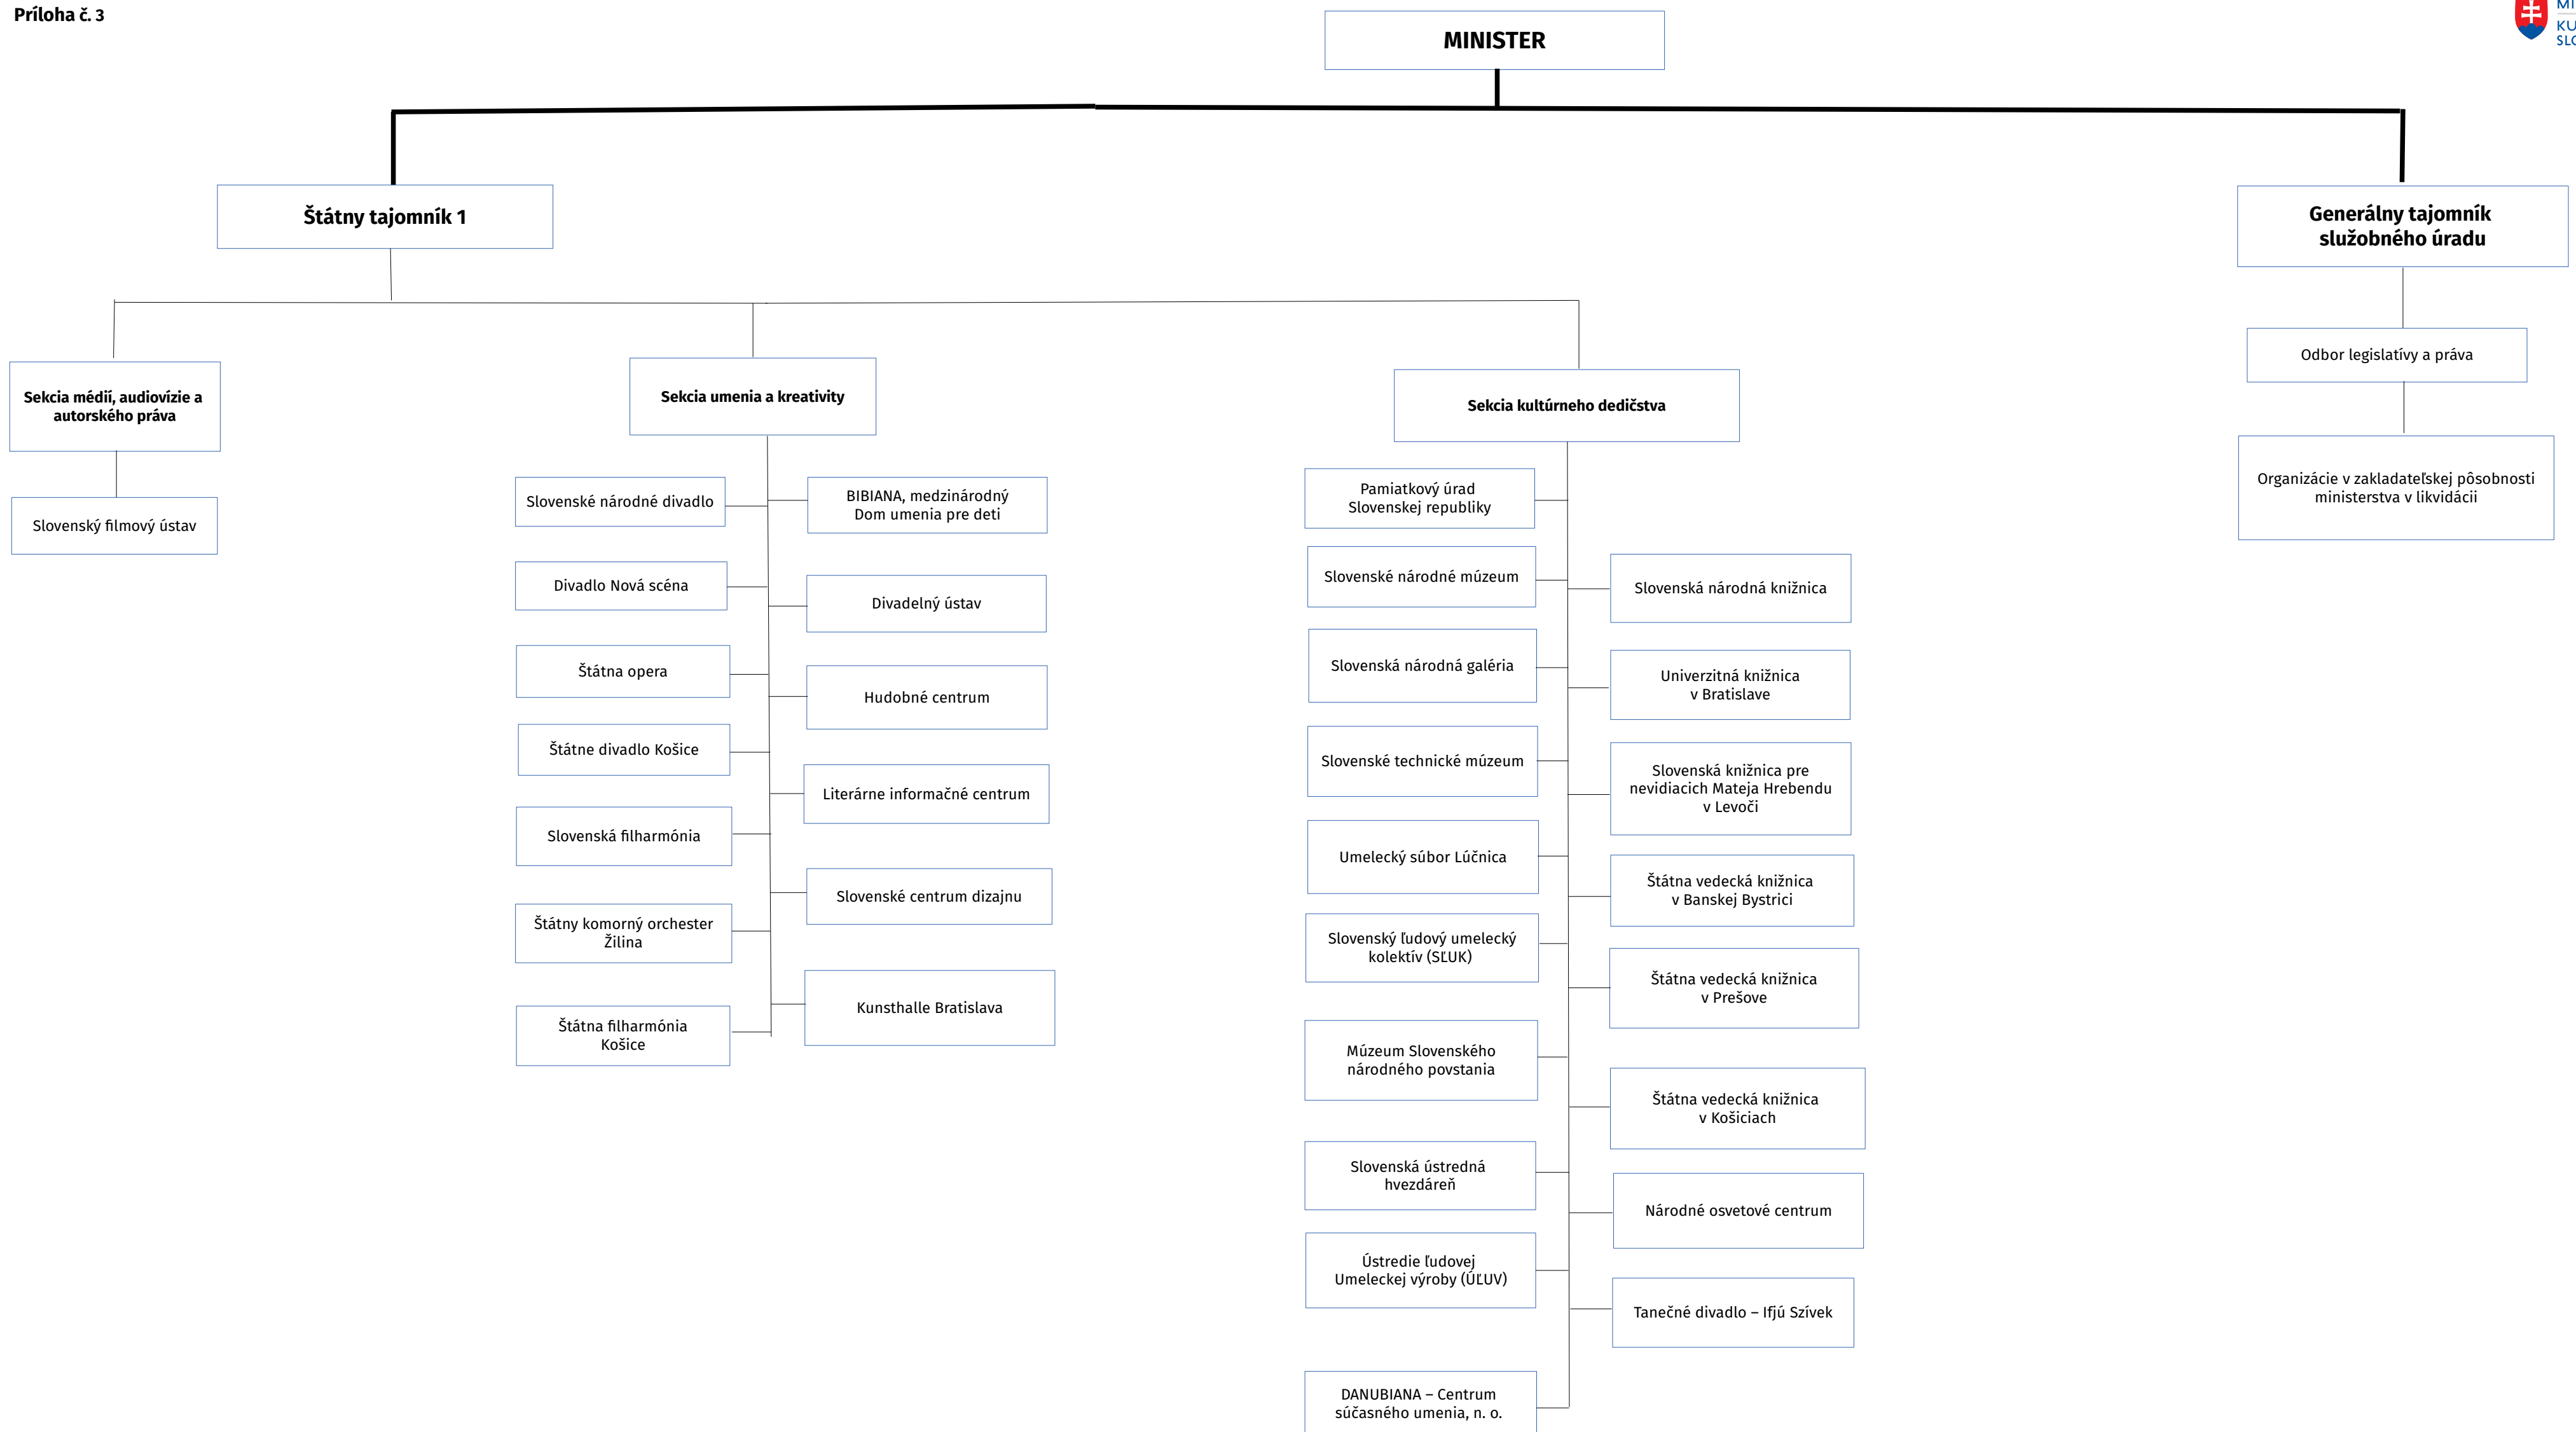 Príloha č. 3
MINISTER
Štátny tajomník 1
Generálny tajomník
služobného úradu
Odbor legislatívy a práva
Organizácie v zakladateľskej pôsobnosti
ministerstva v likvidácii
Sekcia médií, audiovízie a
autorského práva
Slovenský filmový ústav
Sekcia umenia a kreativity
Slovenské národné divadlo
Divadlo Nová scéna
Štátna opera
Štátne divadlo Košice
Slovenská filharmónia
Štátny komorný orchester
Žilina
Štátna filharmónia
Košice
BIBIANA, medzinárodný
Dom umenia pre deti
Divadelný ústav
Hudobné centrum
Literárne informačné centrum
Slovenské centrum dizajnu
Kunsthalle Bratislava
Sekcia kultúrneho dedičstva
Pamiatkový úrad
Slovenskej republiky
Slovenské národné múzeum
Slovenská národná galéria
Slovenské technické múzeum
Umelecký súbor Lúčnica
Slovenský ľudový umelecký
kolektív (SĽUK)
Múzeum Slovenského
národného povstania
Slovenská ústredná
hvezdáreň
Ústredie ľudovej
Umeleckej výroby (ÚĽUV)
DANUBIANA – Centrum
súčasného umenia, n. o.
Slovenská národná knižnica
Univerzitná knižnica
v Bratislave
Slovenská knižnica pre
nevidiacich Mateja Hrebendu
v Levoči
Štátna vedecká knižnica
v Banskej Bystrici
Štátna vedecká knižnica
v Prešove
Štátna vedecká knižnica
v Košiciach
Národné osvetové centrum
Tanečné divadlo – Ifjú Szívek